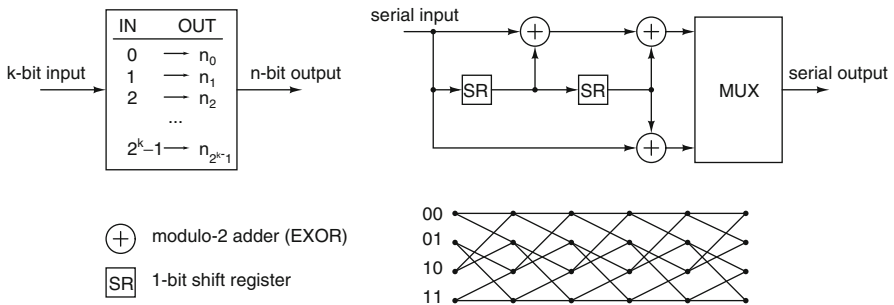 IN OUT
0 → n₀
1 → n₁
2 → n₂
...
2ᵏ–1 → n₂ᵏ⁻₁
k-bit input
n-bit output
serial input
+
+
SR
SR
+
MUX
serial output
+ modulo-2 adder (EXOR)
SR 1-bit shift register
00
01
10
11